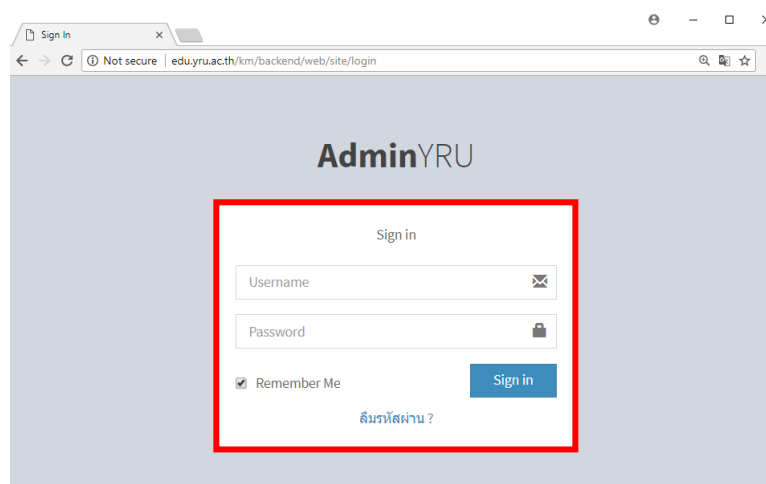 Sign In
Not secure | edu.yru.ac.th/km/backend/web/site/login
AdminYRU
Sign in
Username
Password
Remember Me
Sign in
ลืมรหัสผ่าน ?